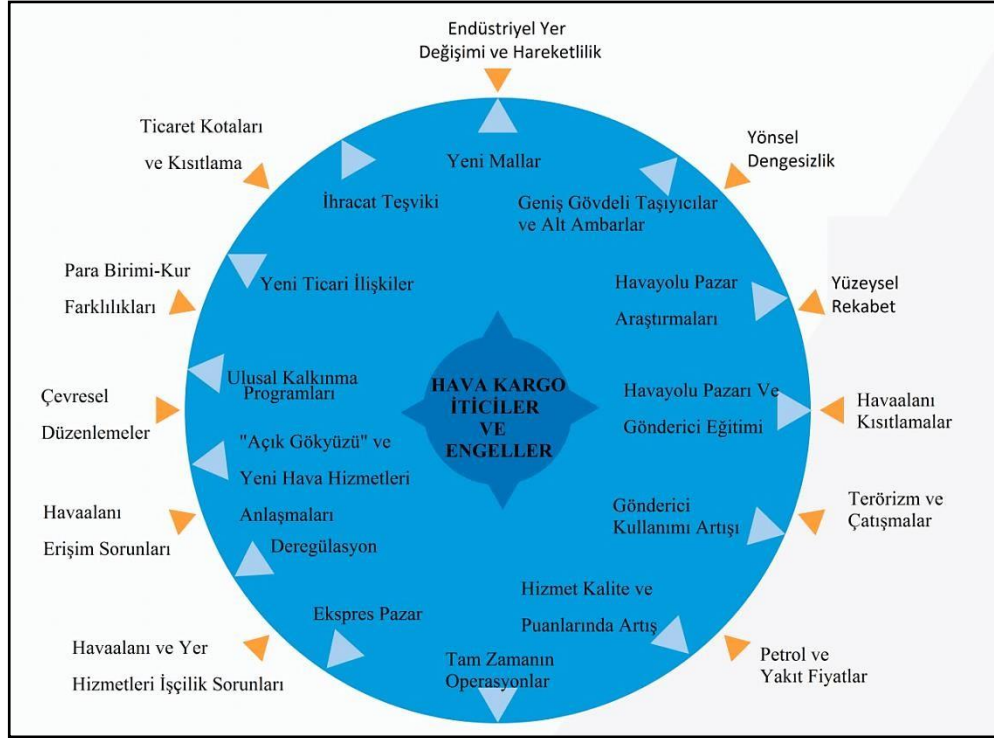 Endüstriyel Yer
Değişimi ve Hareketlilik
Ticaret Kotaları
ve Kısıtlama
Yönsel
Dengesizlik
Yeni Mallar
İhracat Teşviki
Geniş Gövdeli Taşıyıcılar
ve Alt Ambarlar
Para Birimi-Kur
Farklılıkları
Yeni Ticari İlişkiler
Havayolu Pazar
Araştırmaları
Yüzeysel
Rekabet
Çevresel
Düzenlemeler
Ulusal Kalkınma
Programları
HAVA KARGO
İTİCİLER
VE
ENGELLER
Havayolu Pazarı Ve
Gönderici Eğitimi
Havaalanı
Kısıtlamalar
"Açık Gökyüzü" ve
Yeni Hava Hizmetleri
Anlaşmaları
Havaalanı
Erişim Sorunları
Deregülasyon
Gönderici
Kullanımı Artışı
Terörizm ve
Çatışmalar
Ekspres Pazar
Hizmet Kalite ve
Puanlarında Artış
Havaalanı ve Yer
Hizmetleri İşçilik Sorunları
Tam Zamanın
Operasyonlar
Petrol ve
Yakıt Fiyatlar